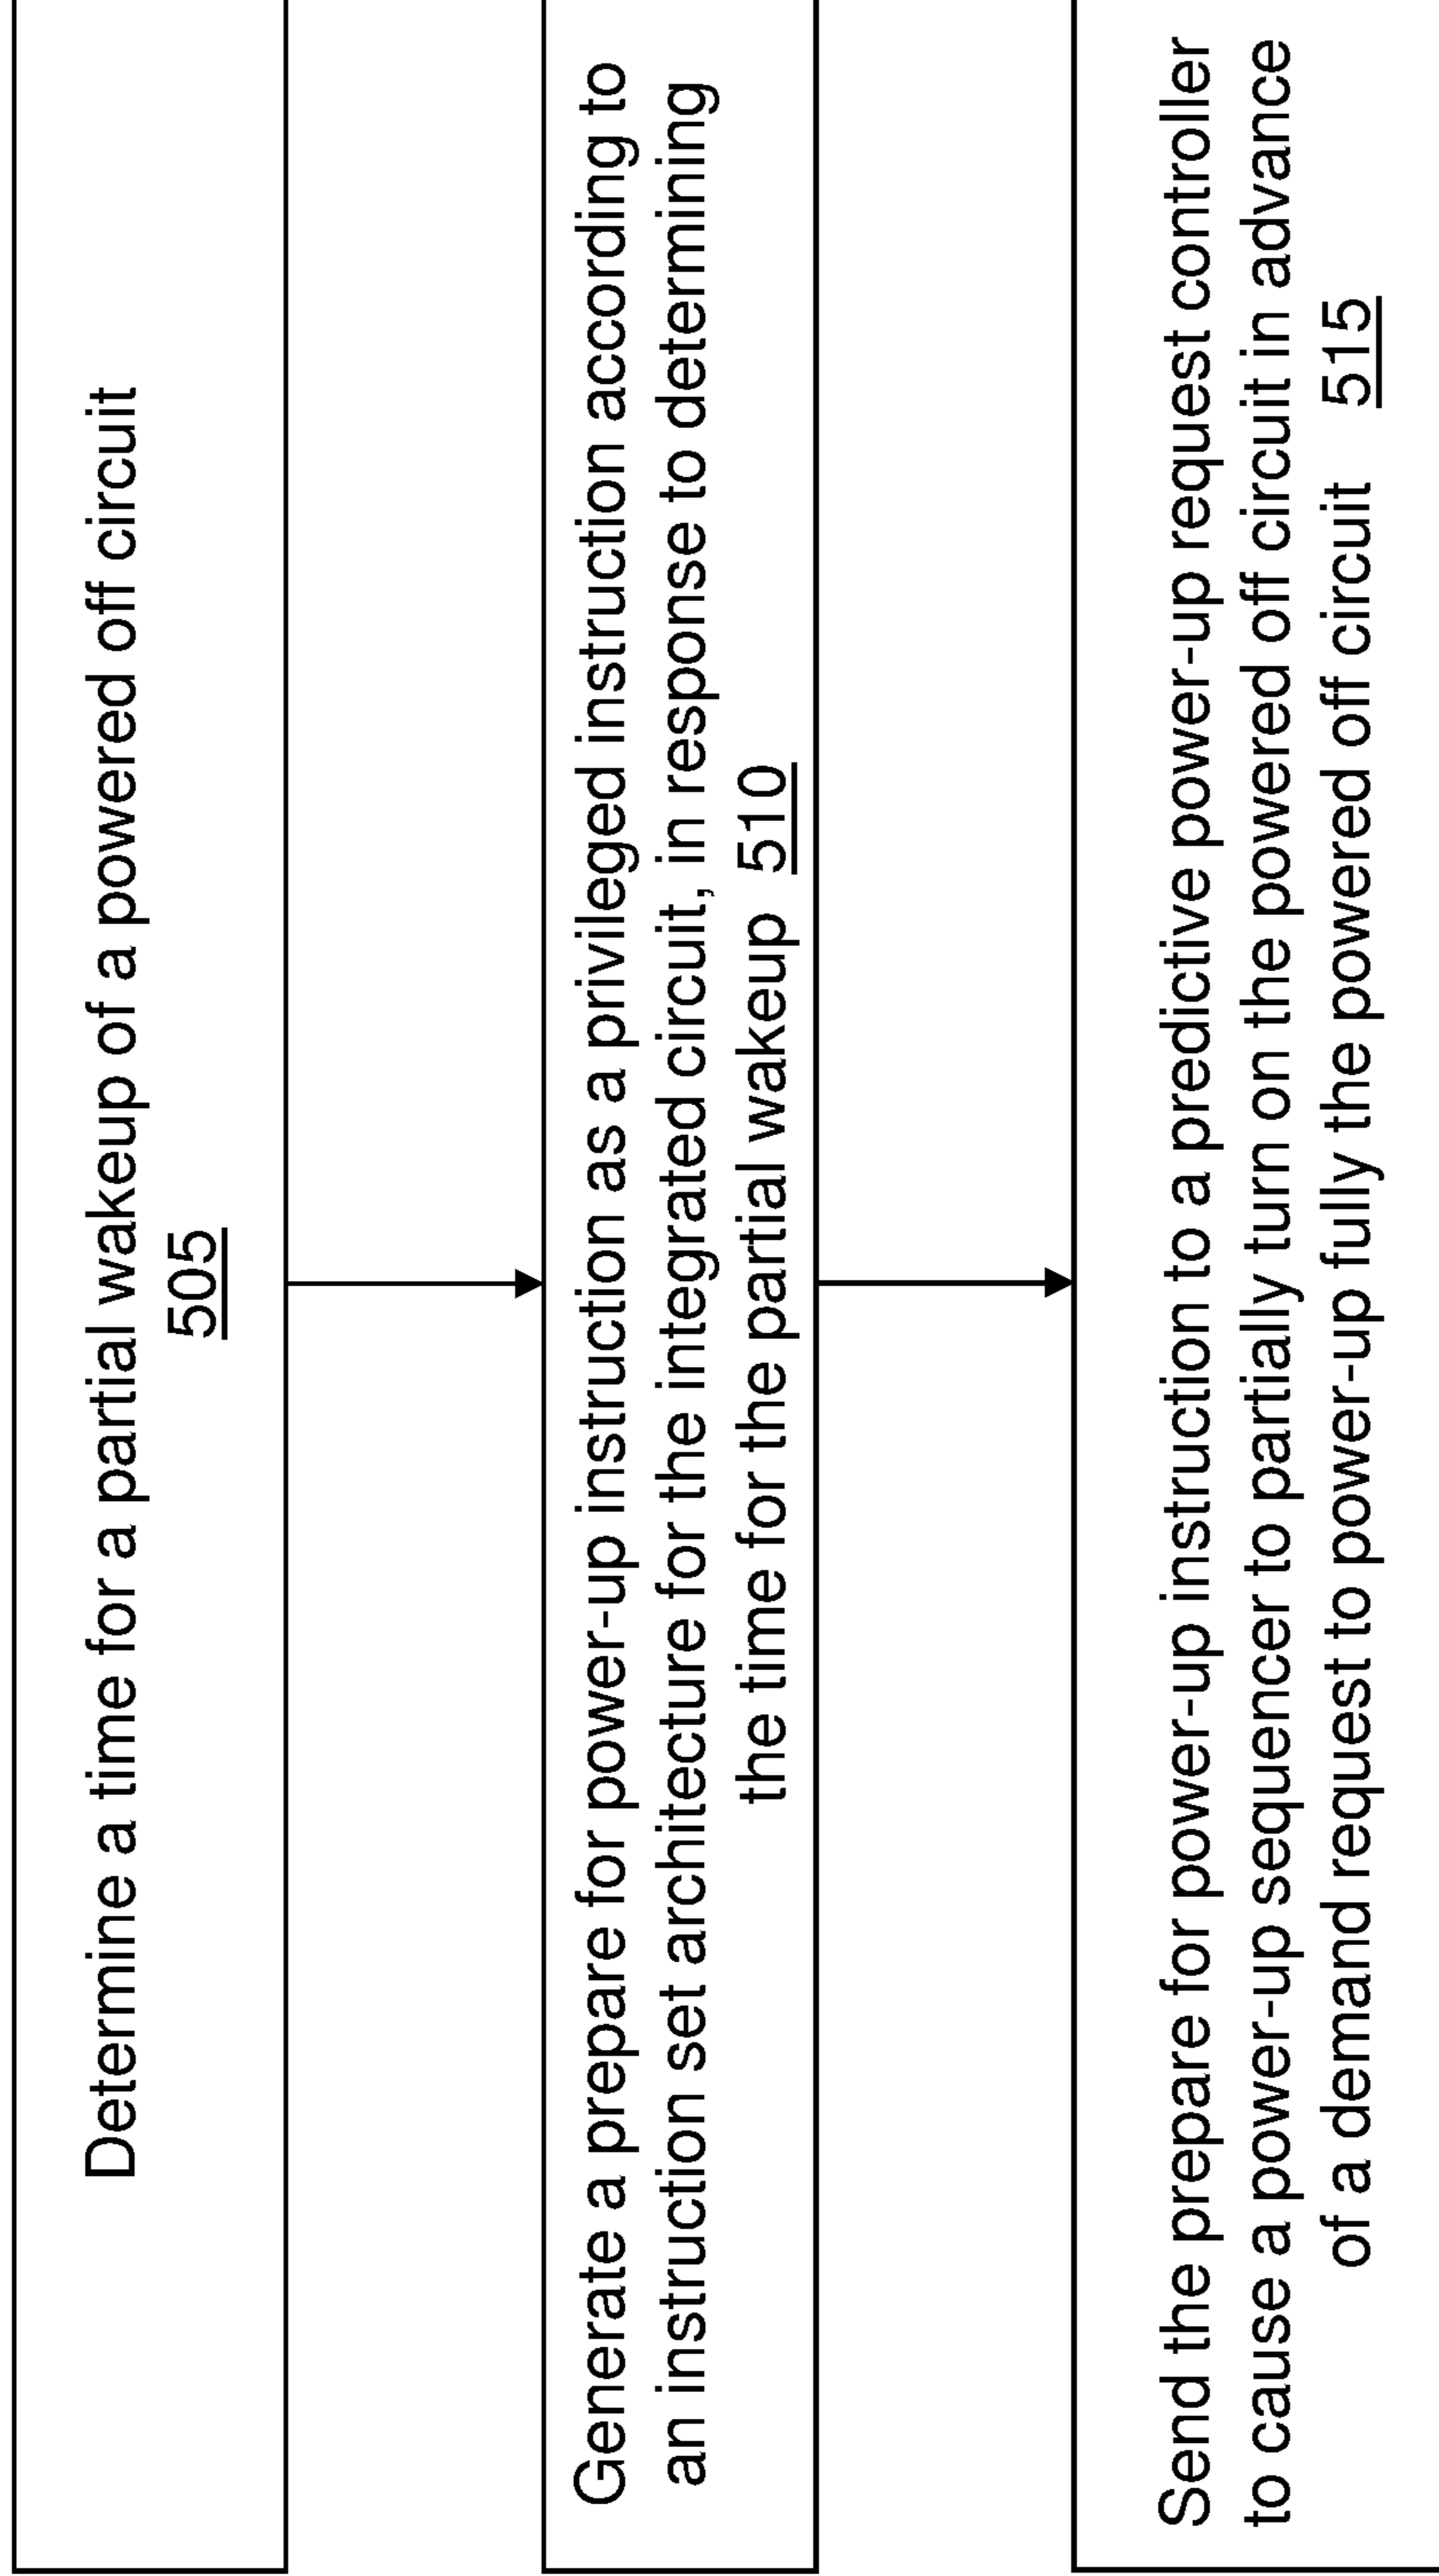 Determine a time for a partial wakeup of a powered off circuit
505
Generate a prepare for power-up instruction as a privileged instruction according to
an instruction set architecture for the integrated circuit, in response to determining
the time for the partial wakeup 510
Send the prepare for power-up instruction to a predictive power-up request controller
to cause a power-up sequencer to partially turn on the powered off circuit in advance
of a demand request to power-up fully the powered off circuit 515